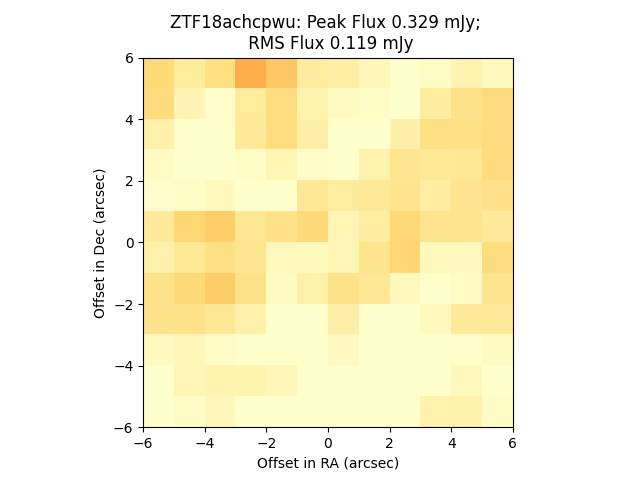 ZTF18achcpwu: Peak Flux 0.329 mJy;
RMS Flux 0.119 mJy
6
4
2
0
−2
−4
−6
Offset in Dec (arcsec)
−6 −4 −2 0 2 4 6
Offset in RA (arcsec)